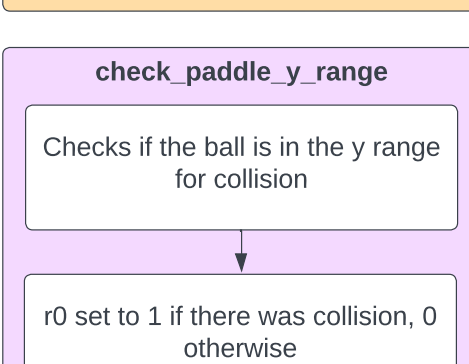 check_paddle_y_range
Checks if the ball is in the y range
for collision
r0 set to 1 if there was collision, 0
otherwise